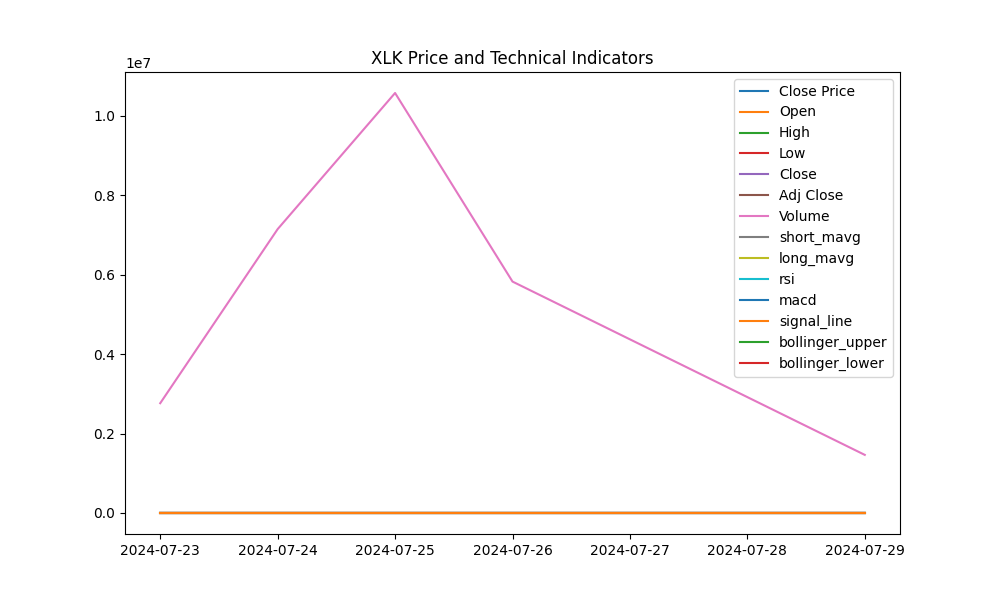 XLK Price and Technical Indicators
1e7
1.0
0.8
0.6
0.4
0.2
0.0
2024-07-23
2024-07-24
2024-07-25
2024-07-26
2024-07-27
2024-07-28
2024-07-29
Close Price
Open
High
Low
Close
Adj Close
Volume
short_mavg
long_mavg
rsi
macd
signal_line
bollinger_upper
bollinger_lower